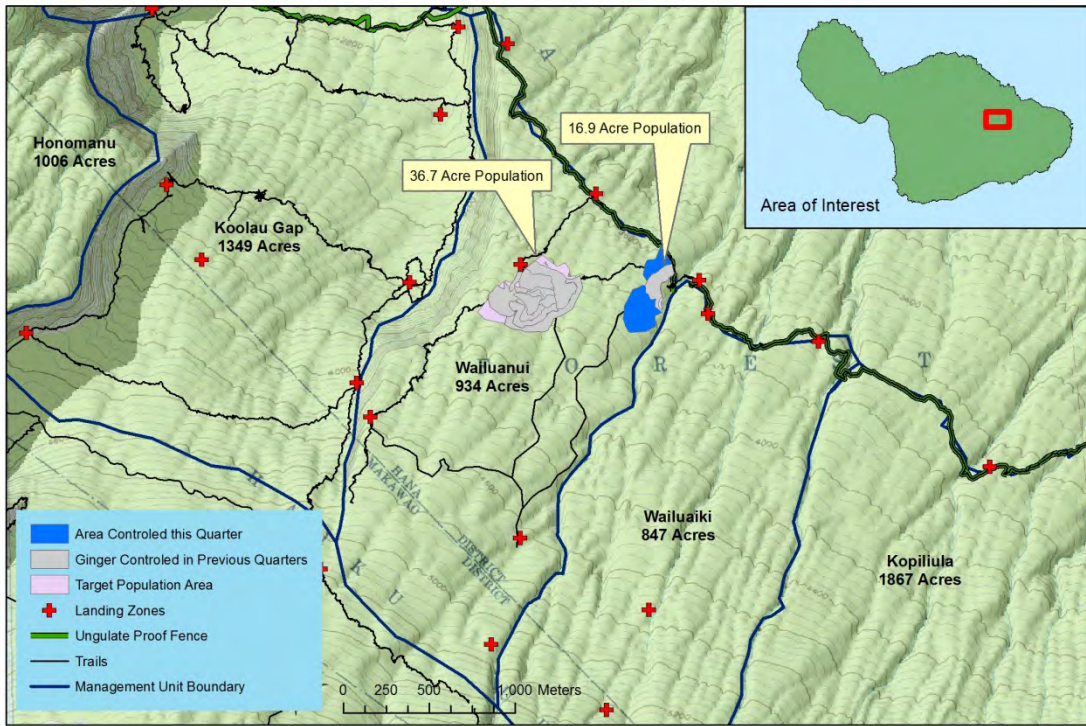 16.9 Acre Population
36.7 Acre Population
Area of Interest
Honomanu
1006 Acres
Koolau Gap
1349 Acres
Wailuanui
934 Acres
F O R E S T
HANA
MAKAWAO
DISTRICT
DISTRICT
Wailuaiki
847 Acres
Kopiliula
1867 Acres
Area Controled this Quarter
Ginger Controled in Previous Quarters
Target Population Area
Landing Zones
Ungulate Proof Fence
Trails
Management Unit Boundary
0 250 500 1,000 Meters